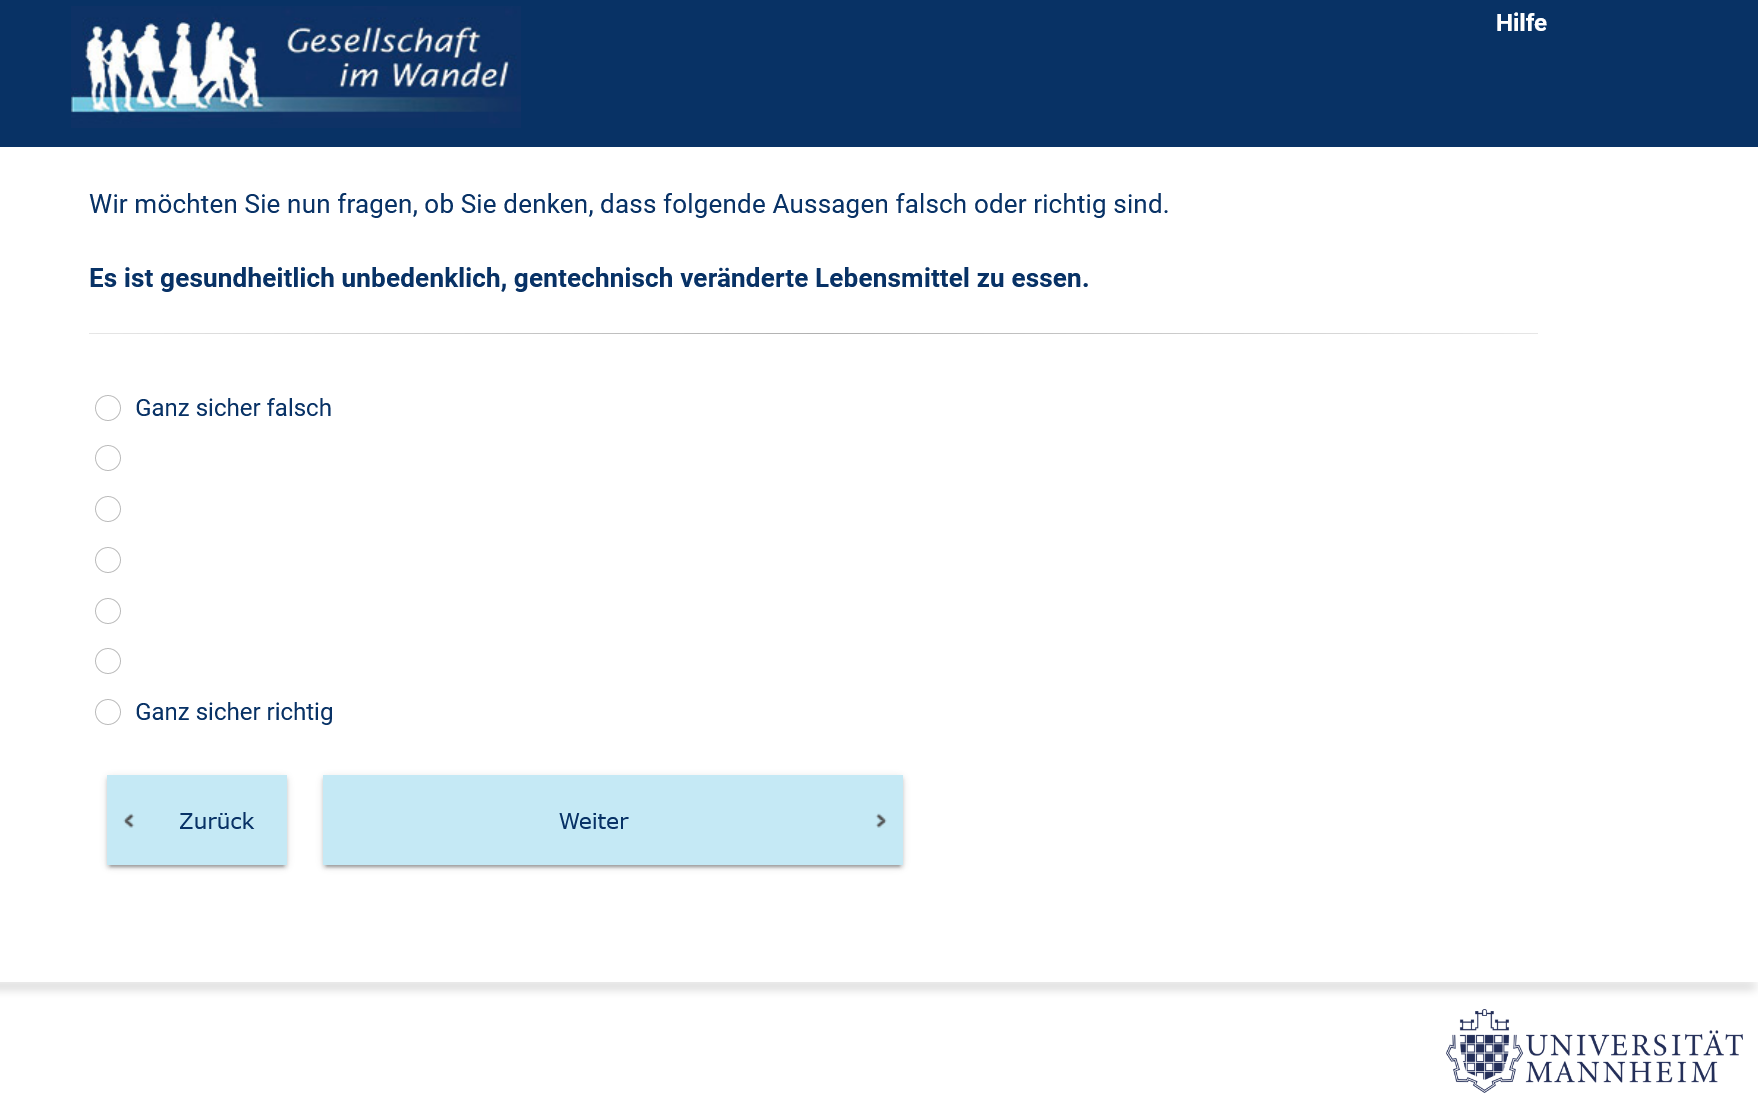 Gesellschaft
im Wandel
Hilfe
Wir möchten Sie nun fragen, ob Sie denken, dass folgende Aussagen falsch oder richtig sind.
Es ist gesundheitlich unbedenklich, gentechnisch veränderte Lebensmittel zu essen.
Ganz sicher falsch
Ganz sicher richtig
Zurück
Weiter
UNIVERSITÄT
MANNHEIM